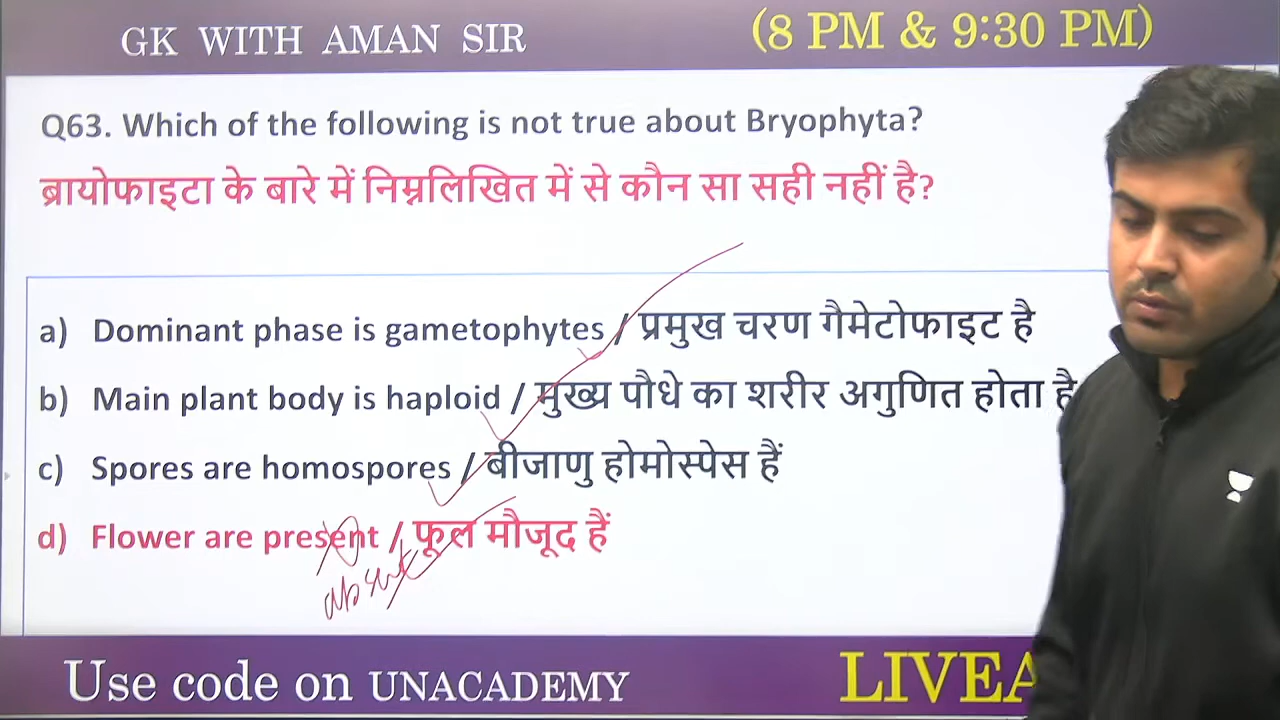 GK WITH AMAN SIR (8 PM & 9:30 PM)
Q63. Which of the following is not true about Bryophyta?
ब्रायोफाइटा के बारे में निम्नलिखित में से कौन सा सही नहीं है?
a) Dominant phase is gametophytes / प्रमुख चरण गैमेटोफाइट है
b) Main plant body is haploid / मुख्य पौधे का शरीर अगुणित होता है
c) Spores are homospores / बीजाणु होमोस्पेस हैं
d) Flower are present / फूल मौजूद हैं
absent
Use code on UNACADEMY LIVEA